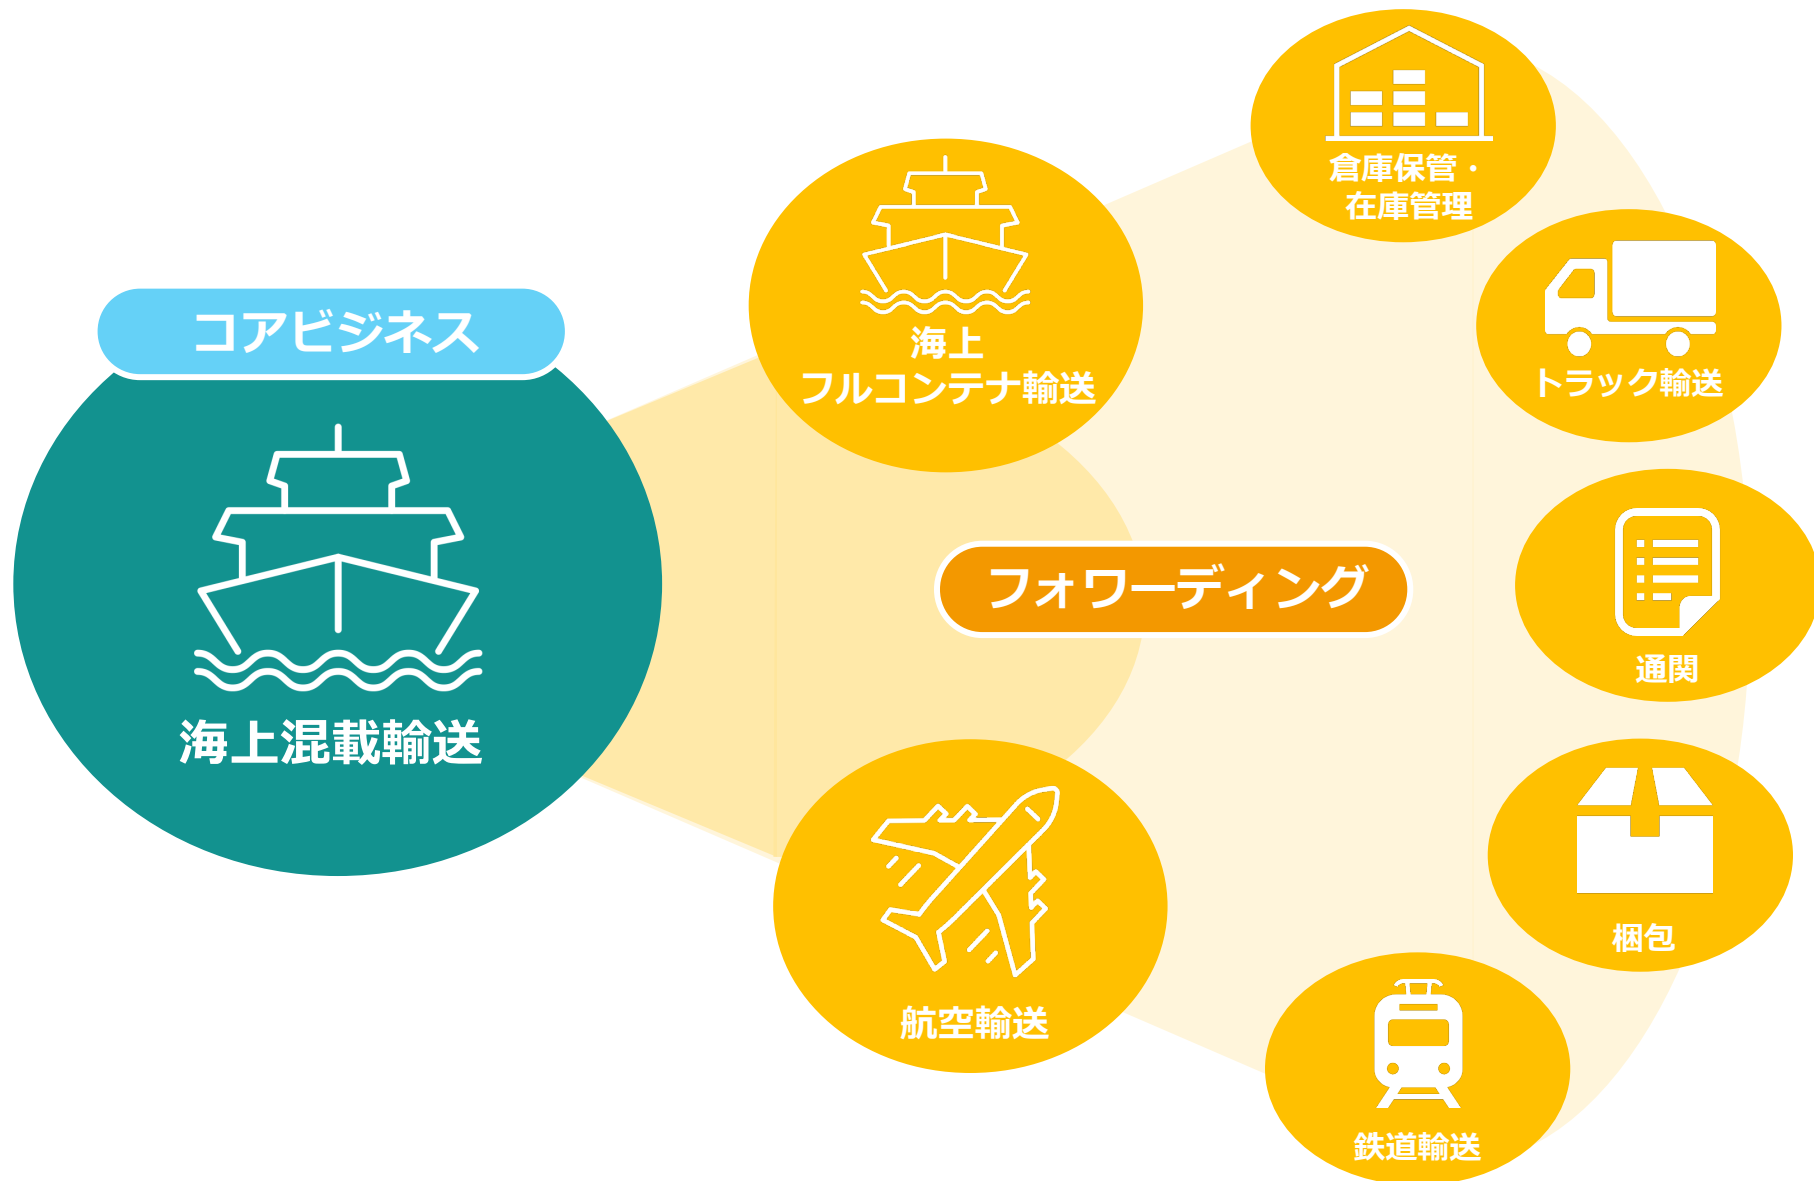 コアビジネス
海上混載輸送
海上
フルコンテナ輸送
航空輸送
フォワーディング
倉庫保管・
在庫管理
トラック輸送
通関
梱包
鉄道輸送